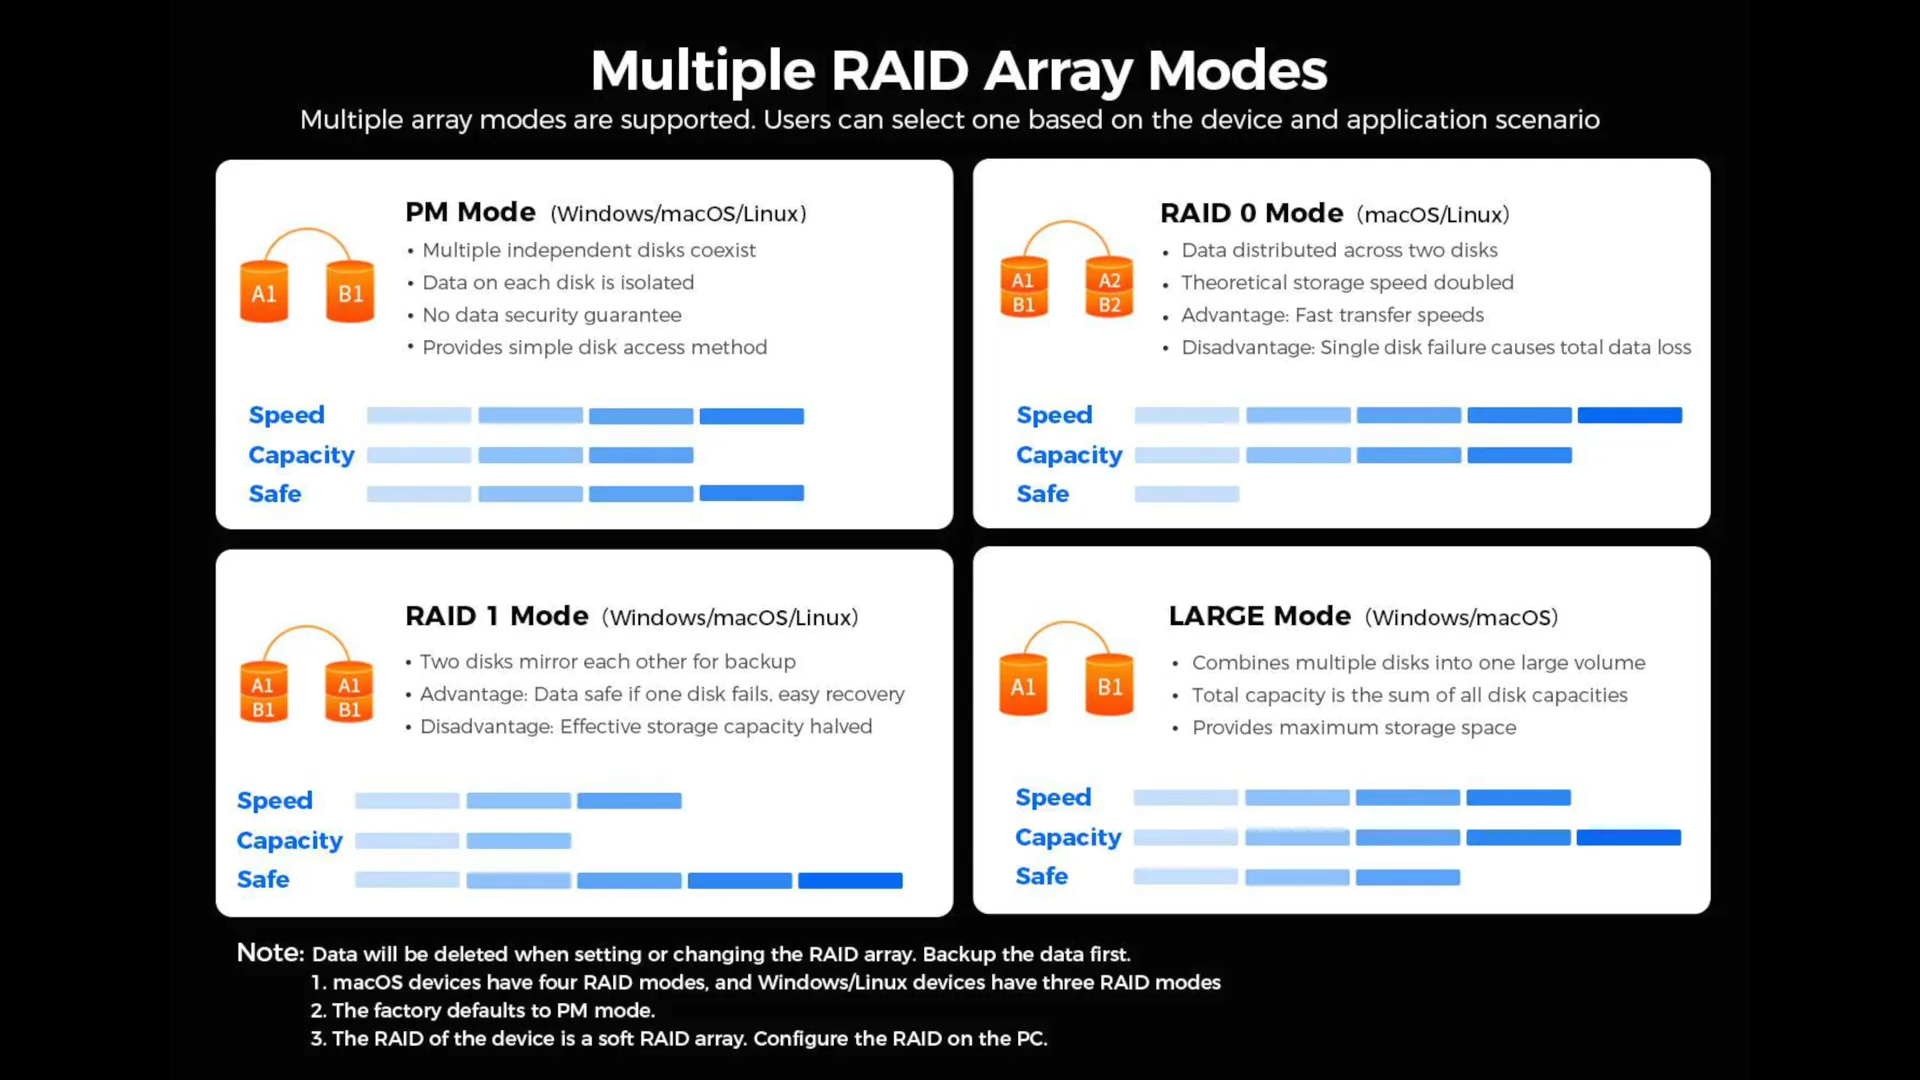 Multiple RAID Array Modes
Multiple array modes are supported. Users can select one based on the device and application scenario
PM Mode (Windows/macOS/Linux)
• Multiple independent disks coexist
• Data on each disk is isolated
• No data security guarantee
• Provides simple disk access method
A1
B1
Speed
Capacity
Safe
RAID 0 Mode (macOS/Linux)
• Data distributed across two disks
• Theoretical storage speed doubled
• Advantage: Fast transfer speeds
• Disadvantage: Single disk failure causes total data loss
A1 A2
B1 B2
Speed
Capacity
Safe
RAID 1 Mode (Windows/macOS/Linux)
• Two disks mirror each other for backup
• Advantage: Data safe if one disk fails, easy recovery
• Disadvantage: Effective storage capacity halved
A1 A1
B1 B1
Speed
Capacity
Safe
LARGE Mode (Windows/macOS)
• Combines multiple disks into one large volume
• Total capacity is the sum of all disk capacities
• Provides maximum storage space
A1
B1
Speed
Capacity
Safe
Note: Data will be deleted when setting or changing the RAID array. Backup the data first.
1. macOS devices have four RAID modes, and Windows/Linux devices have three RAID modes
2. The factory defaults to PM mode.
3. The RAID of the device is a soft RAID array. Configure the RAID on the PC.